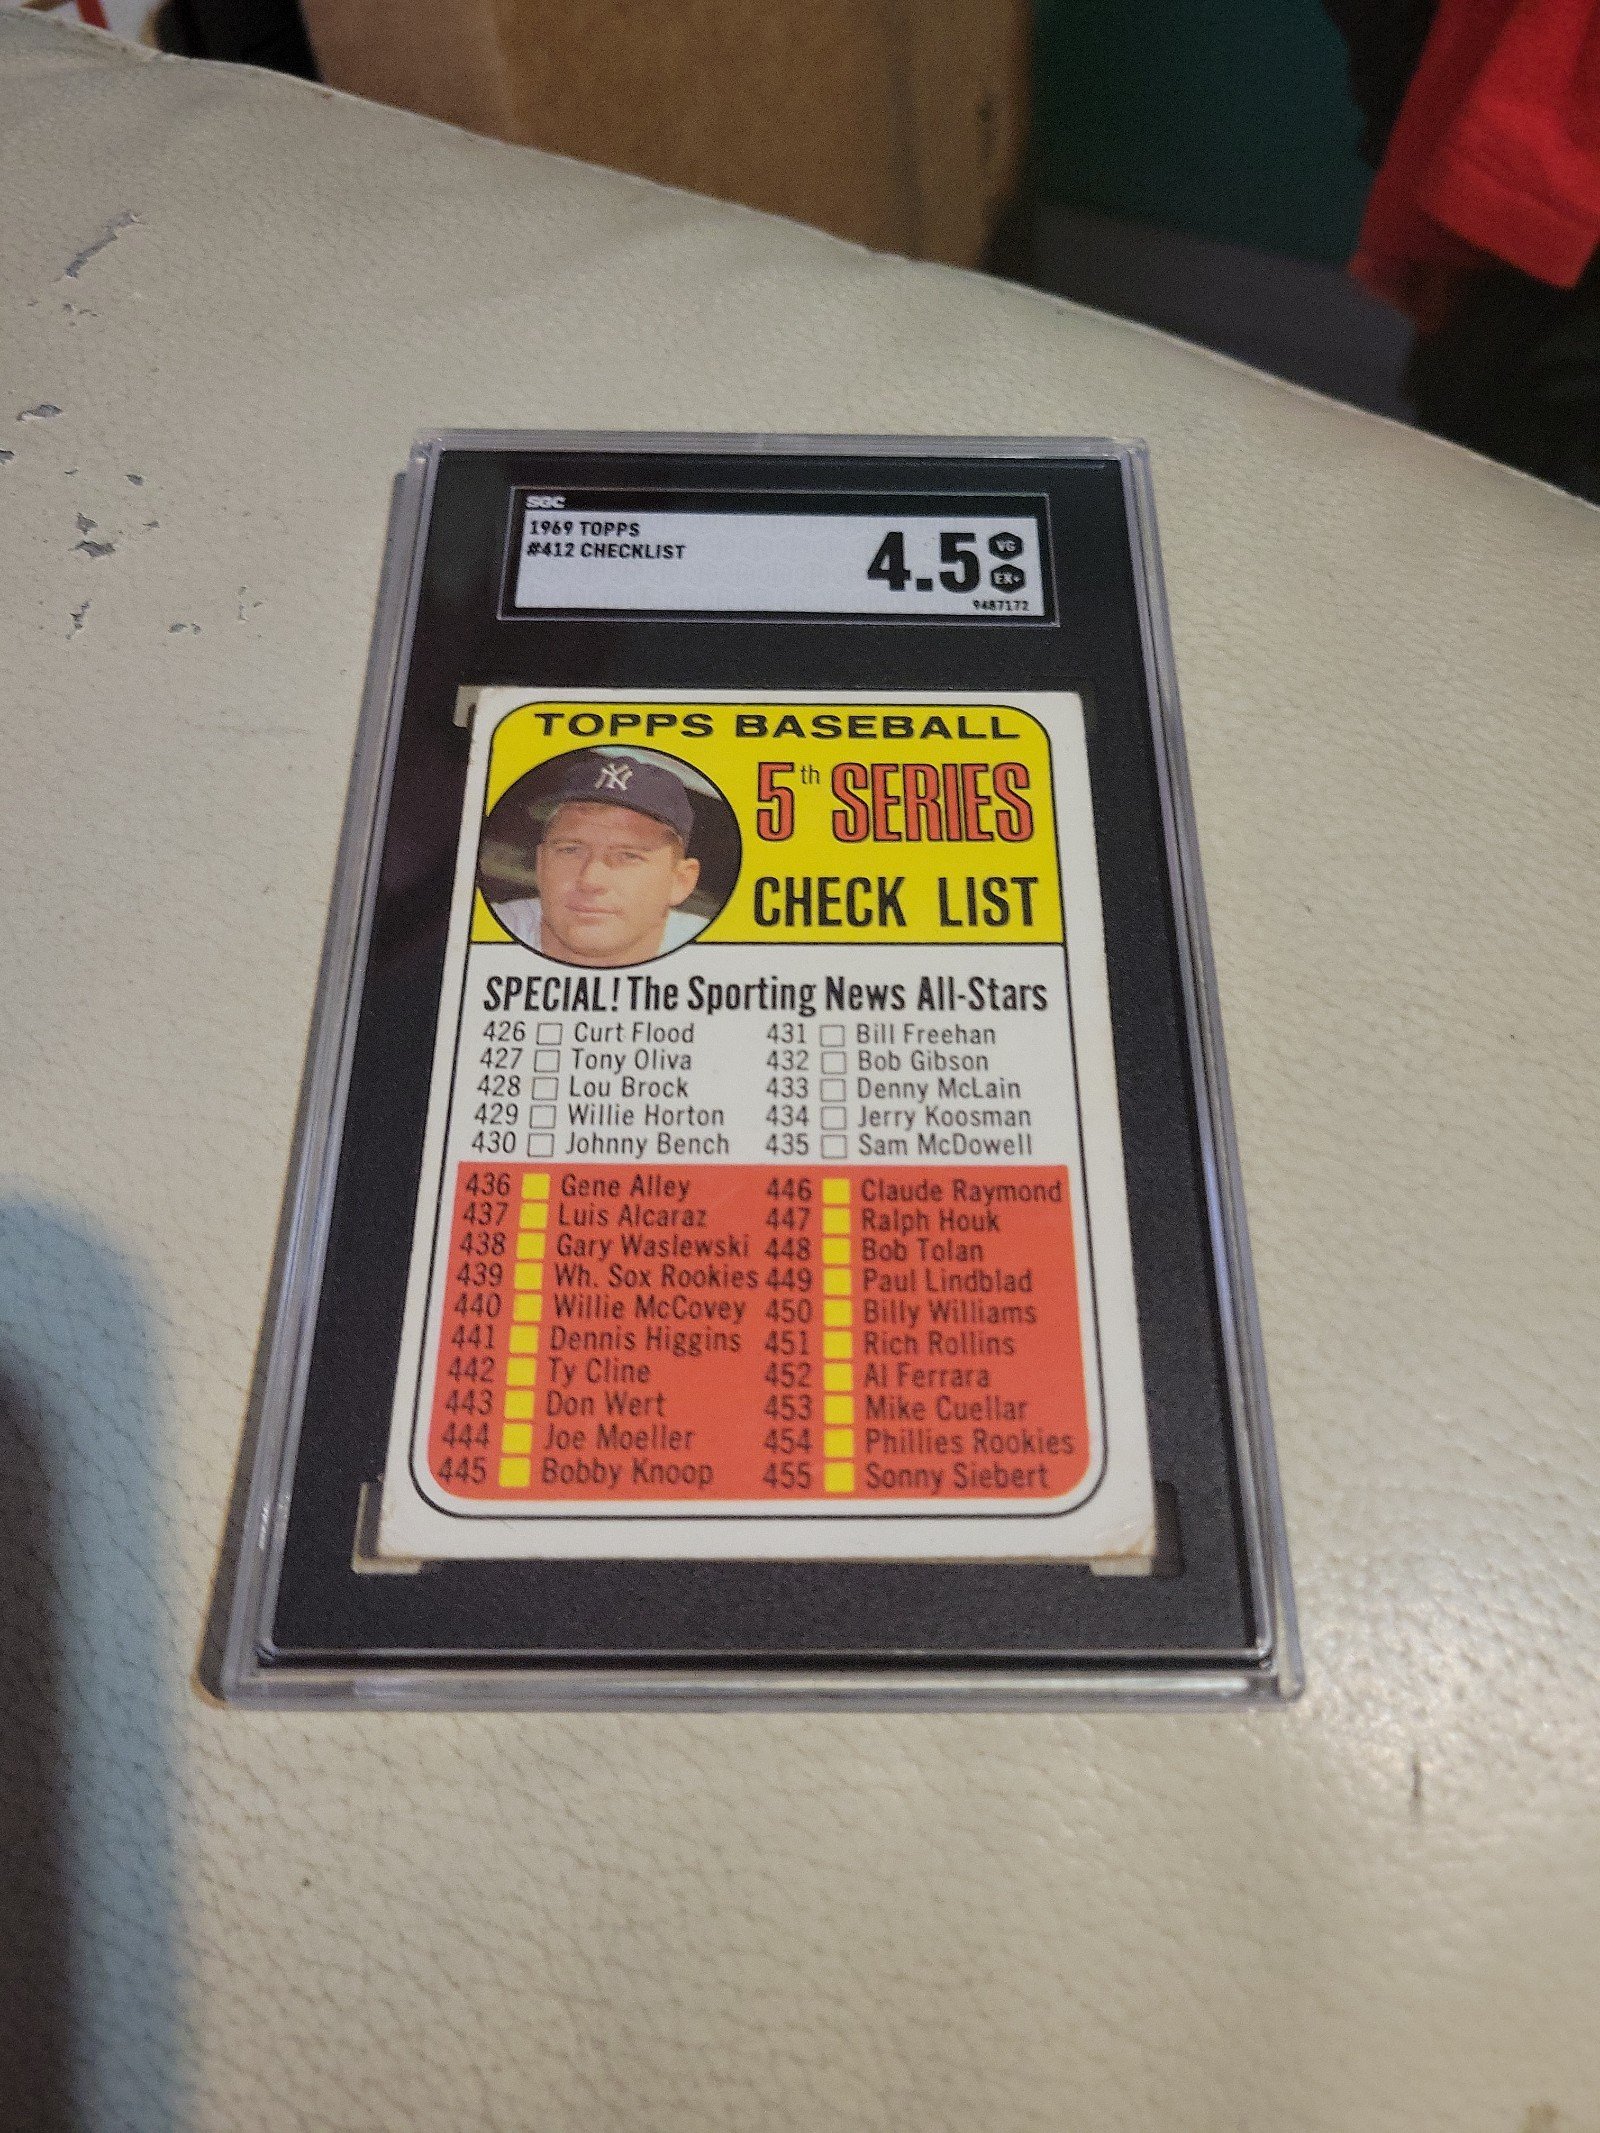 SGC
1969 TOPPS
#412 CHECKLIST
4.5
VG
EX+
9487172
TOPPS BASEBALL
NY
5th SERIES
CHECK LIST
SPECIAL! The Sporting News All-Stars
426 Curt Flood
427 Tony Oliva
428 Lou Brock
429 Willie Horton
430 Johnny Bench
431 Bill Freehan
432 Bob Gibson
433 Denny McLain
434 Jerry Koosman
435 Sam McDowell
436 Gene Alley
437 Luis Alcaraz
438 Gary Waslewski
439 Wh. Sox Rookies
440 Willie McCovey
441 Dennis Higgins
442 Ty Cline
443 Don Wert
444 Joe Moeller
445 Bobby Knoop
446 Claude Raymond
447 Ralph Houk
448 Bob Tolan
449 Paul Lindblad
450 Billy Williams
451 Rich Rollins
452 Al Ferrara
453 Mike Cuellar
454 Phillies Rookies
455 Sonny Siebert